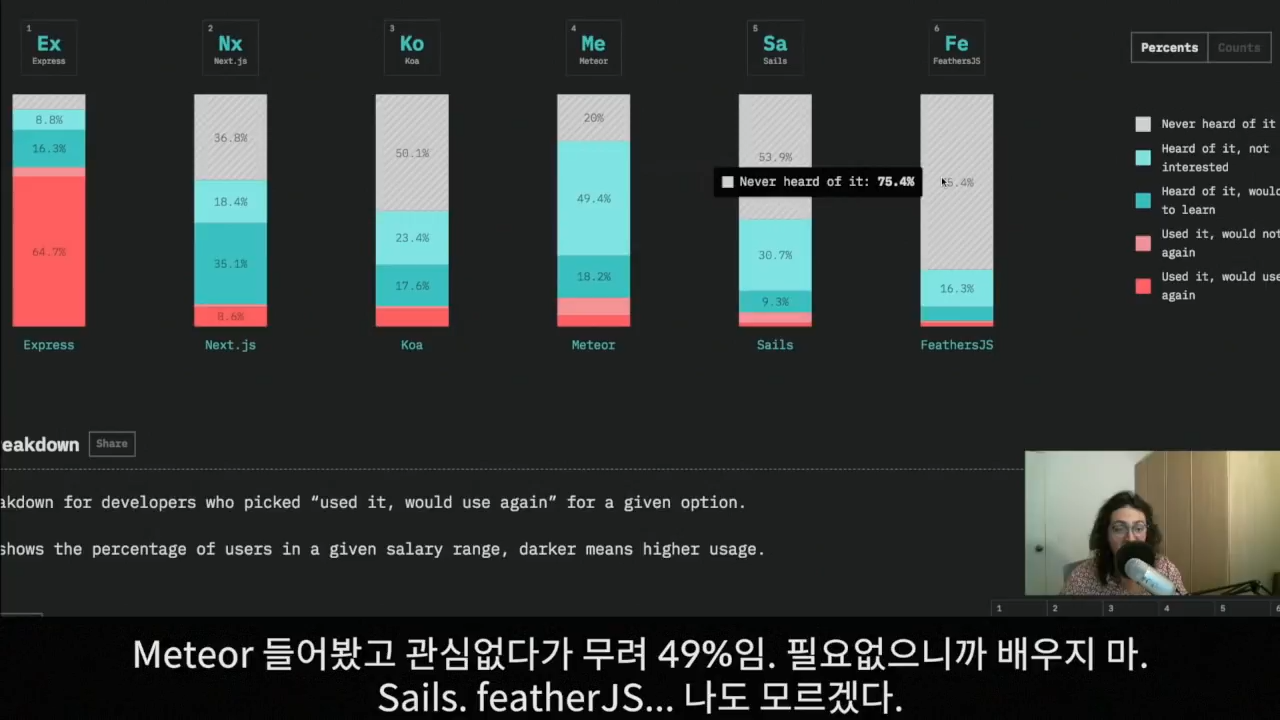 1 2 3 4 5 6
Ex Nx Ko Me Sa Fe
Express Next.js Koa Meteor Sails FeathersJS
Percents Counts
8.8%
16.3%
64.7%
36.8%
18.4%
35.1%
8.6%
50.1%
23.4%
17.6%
20%
49.4%
18.2%
53.9%
30.7%
9.3%
5.4%
16.3%
Never heard of it: 75.4%
Never heard of it
Heard of it, not
interested
Heard of it, woul
to learn
Used it, would not
again
Used it, would use
again
Express Next.js Koa Meteor Sails FeathersJS
eakdown Share
akdown for developers who picked “used it, would use again” for a given option.
shows the percentage of users in a given salary range, darker means higher usage.
1 2 3 4 5 6
Meteor 들어봤고 관심없다가 무려 49%임. 필요없으니까 배우지 마.
Sails. featherJS... 나도 모르겠다.